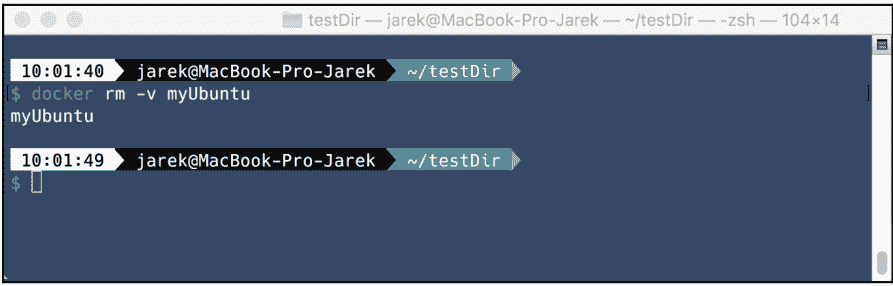 testDir — jarek@MacBook-Pro-Jarek — ~/testDir — -zsh — 104×14
10:01:40 jarek@MacBook-Pro-Jarek ~/testDir
$ docker rm -v myUbuntu
myUbuntu
10:01:49 jarek@MacBook-Pro-Jarek ~/testDir
$